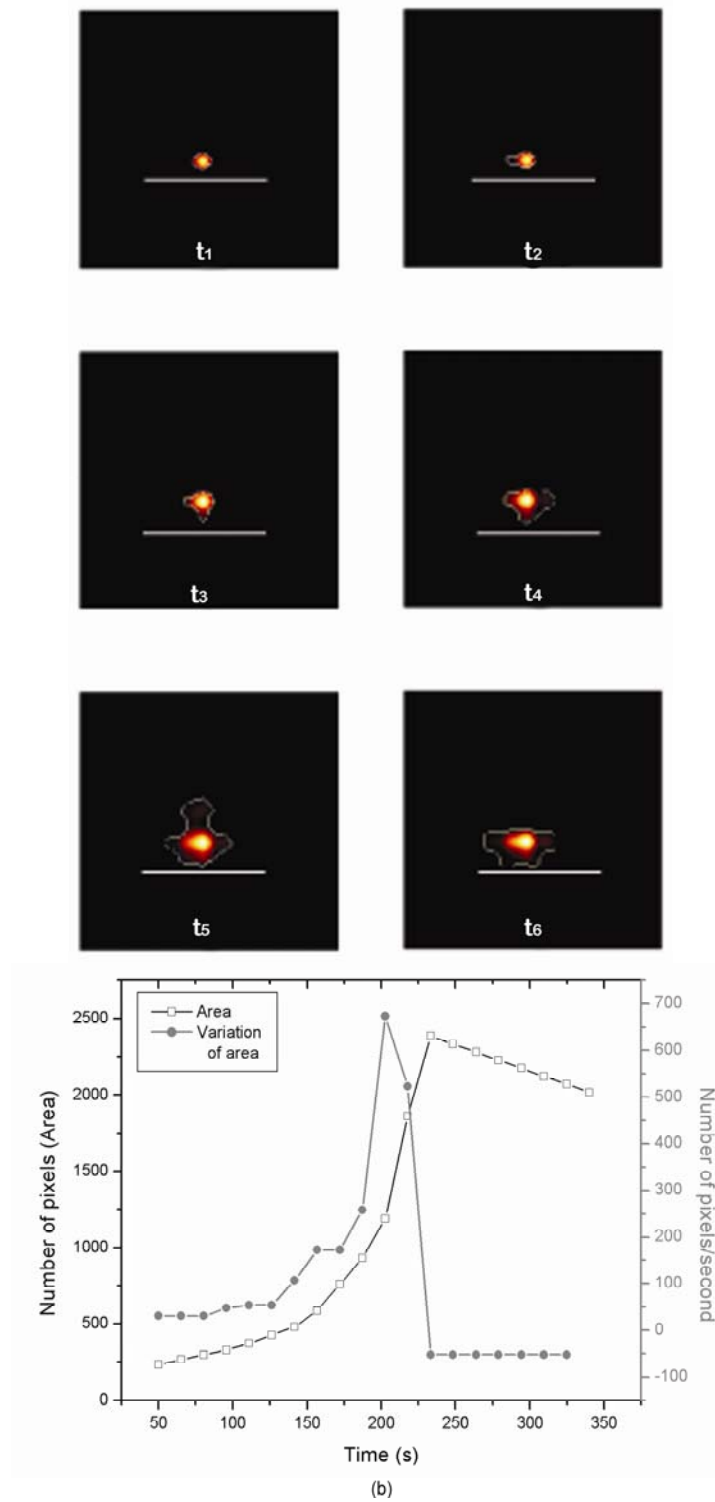 t1
t2
t3
t4
t5
t6
Area
Variation
of area
Number of pixels (Area)
2500
2000
1500
1000
500
0
700
600
500
400
300
200
100
0
-100
Number of pixels/second
50
100
150
200
250
300
350
Time (s)
(b)